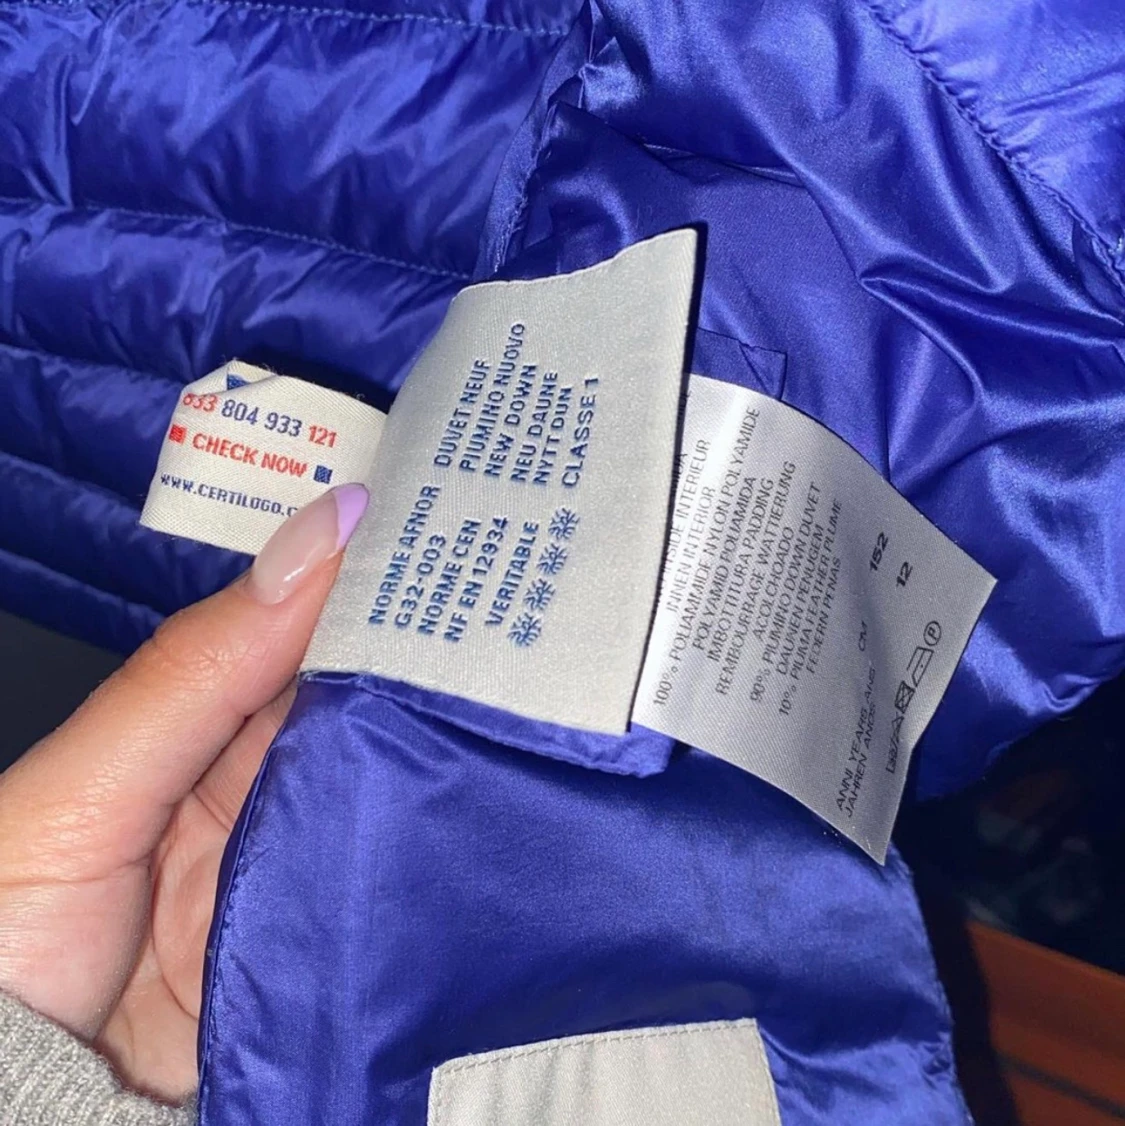 833 804 933 121
CHECK NOW
WWW.CERTILOGO.C
NORME AFNOR
G32-003
NORME CEN
NF EN 12934
VERITABLE
DUVET NEUF
PIUMINO NUOVO
NEW DOWN
NEU DAUNE
NYTT DUN
CLASSE 1
INNEN INTERIOR
100% POLIAMMIDE NYLON POLYAMIDE
POLYAMID POLIAMIDA
IMBOTTITURA PADDING
REMBOURRAGE WATTIERUNG
ACOLCHOADO
90% PIUMINO DOWN DUVET
DAUNEN PENUGEM
10% PIUMA FEATHER PLUME
FEDERN PENAS
CM 152
ANNI YEARS ANS 12
JAHREN ANOS
P